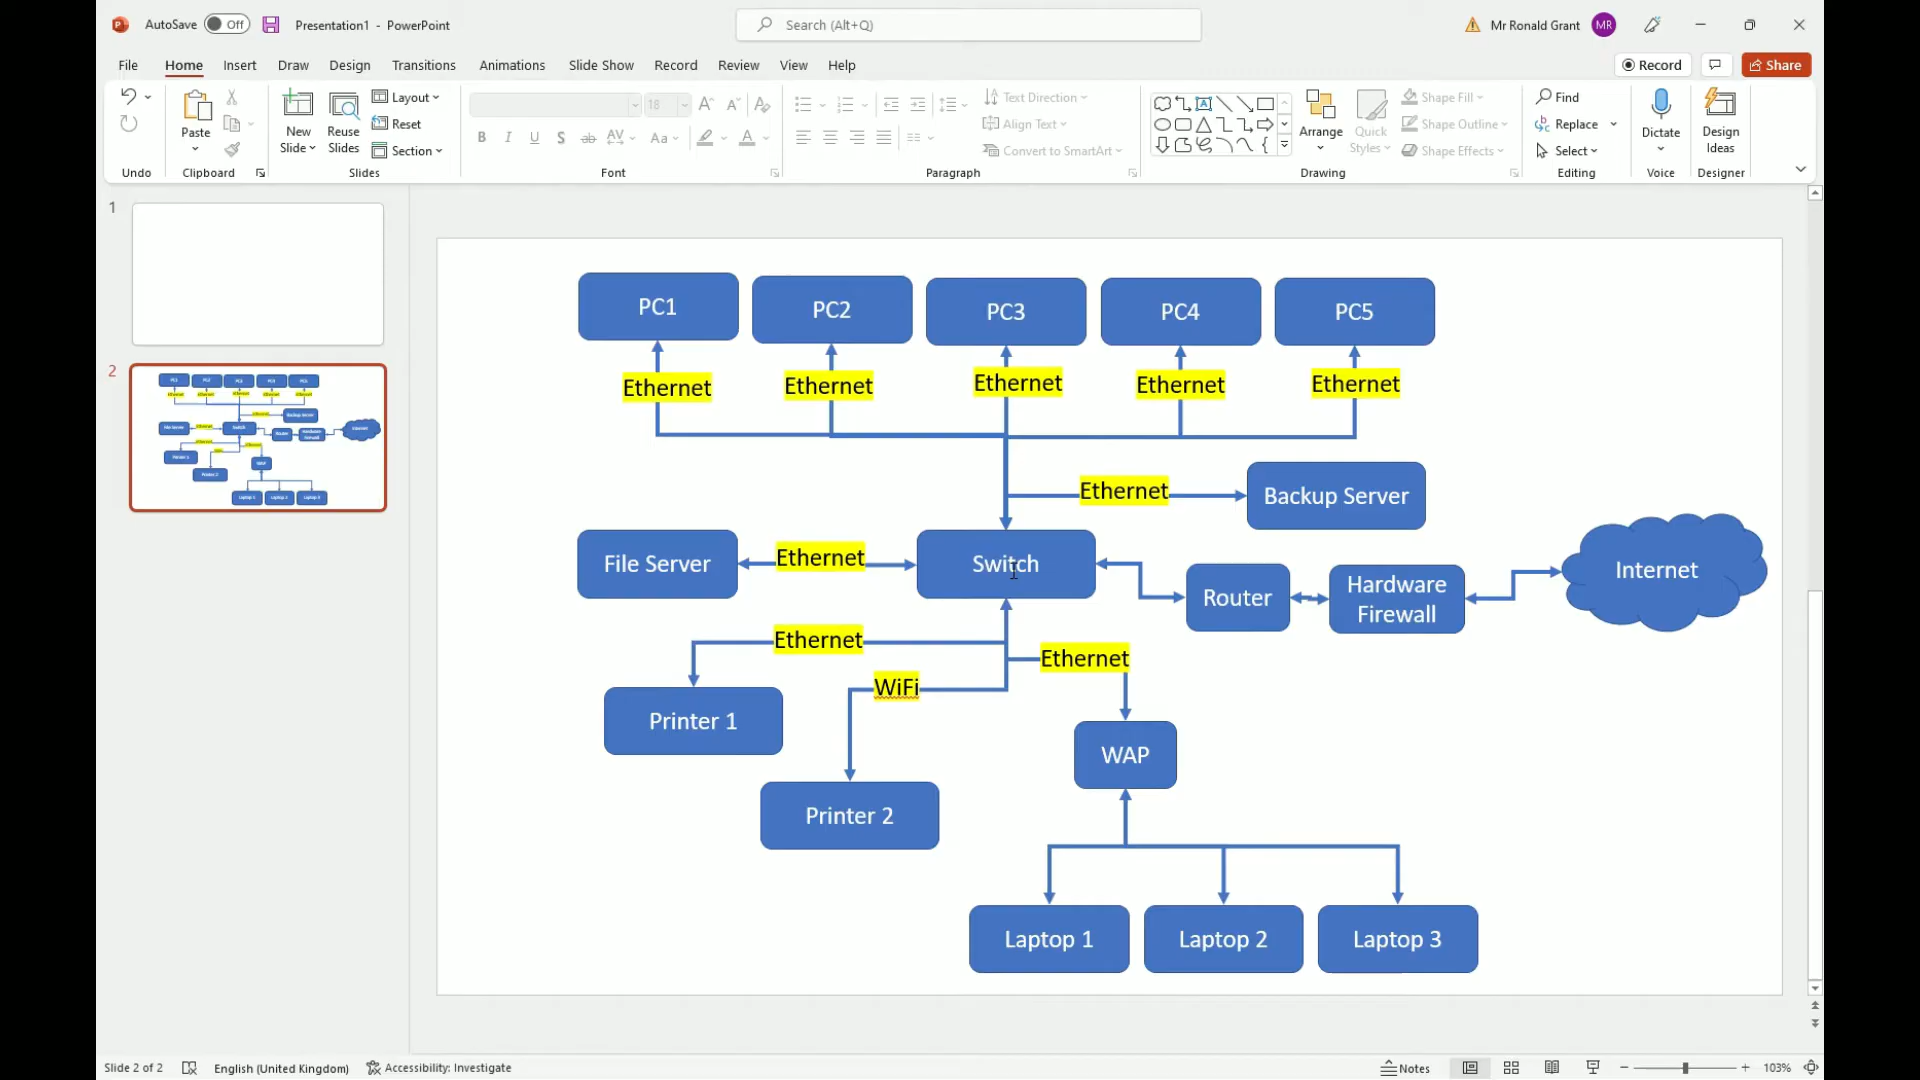 AutoSave Off Presentation1 - PowerPoint Search (Alt+Q) Mr Ronald Grant MR
File Home Insert Draw Design Transitions Animations Slide Show Record Review View Help Record Share
Layout 18 Text Direction Shape Fill Find
Paste New Slide Reuse Slides Reset Align Text Arrange Quick Styles Shape Outline Replace Dictate Design Ideas
Section B I U S ab AV Aa A Convert to SmartArt Shape Effects Select
Undo Clipboard Slides Font Paragraph Drawing Editing Voice Designer
1
2
PC1 PC2 PC3 PC4 PC5
Ethernet Ethernet Ethernet Ethernet Ethernet
Ethernet Backup Server
File Server Ethernet Switch Router Hardware
Firewall Internet
Ethernet Ethernet
WiFi
Printer 1 WAP
Printer 2
Laptop 1 Laptop 2 Laptop 3
Slide 2 of 2 English (United Kingdom) Accessibility: Investigate Notes 103%